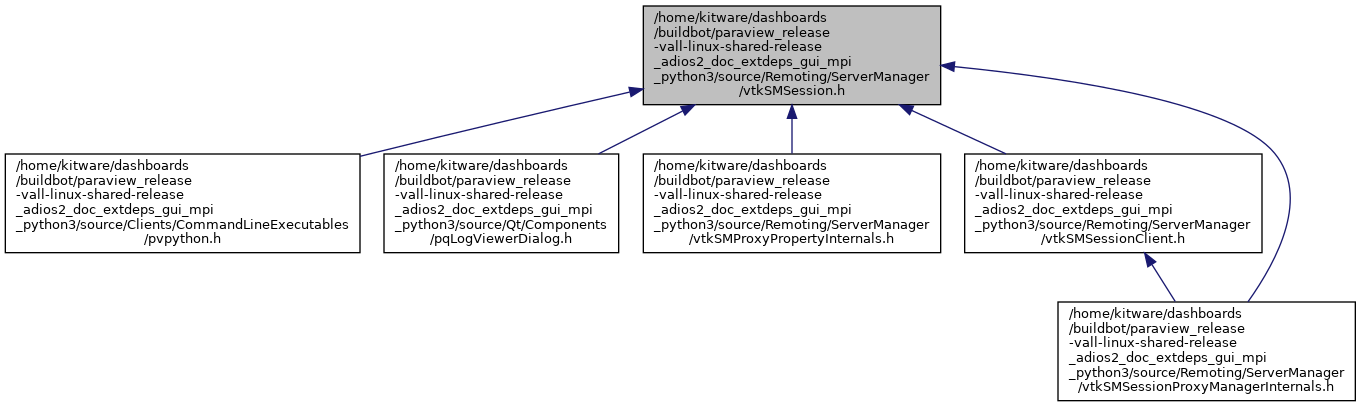 /home/kitware/dashboards
/buildbot/paraview_release
-vall-linux-shared-release
_adios2_doc_extdeps_gui_mpi
_python3/source/Remoting/ServerManager
/vtkSMSession.h
/home/kitware/dashboards
/buildbot/paraview_release
-vall-linux-shared-release
_adios2_doc_extdeps_gui_mpi
_python3/source/Clients/CommandLineExecutables
/pvpython.h
/home/kitware/dashboards
/buildbot/paraview_release
-vall-linux-shared-release
_adios2_doc_extdeps_gui_mpi
_python3/source/Qt/Components
/pqLogViewerDialog.h
/home/kitware/dashboards
/buildbot/paraview_release
-vall-linux-shared-release
_adios2_doc_extdeps_gui_mpi
_python3/source/Remoting/ServerManager
/vtkSMProxyPropertyInternals.h
/home/kitware/dashboards
/buildbot/paraview_release
-vall-linux-shared-release
_adios2_doc_extdeps_gui_mpi
_python3/source/Remoting/ServerManager
/vtkSMSessionClient.h
/home/kitware/dashboards
/buildbot/paraview_release
-vall-linux-shared-release
_adios2_doc_extdeps_gui_mpi
_python3/source/Remoting/ServerManager
/vtkSMSessionProxyManagerInternals.h